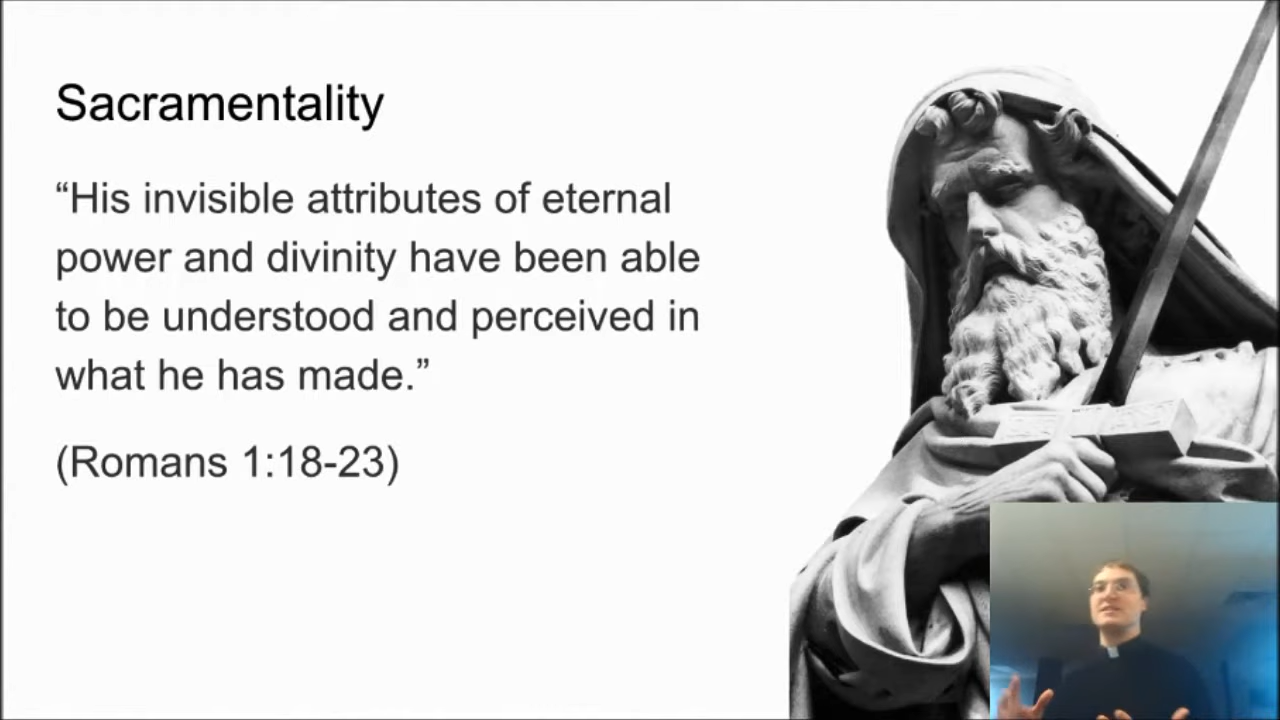 Sacramentality
“His invisible attributes of eternal
power and divinity have been able
to be understood and perceived in
what he has made.”
(Romans 1:18-23)